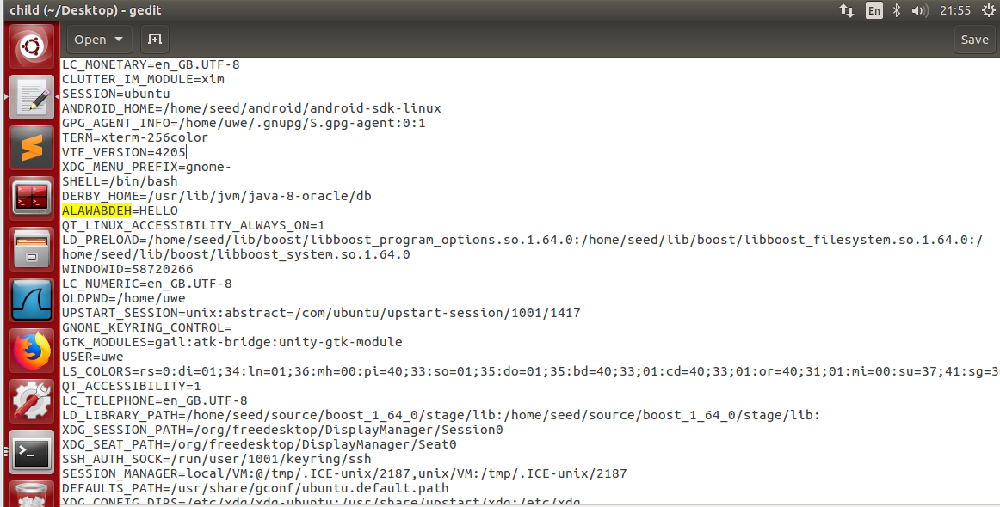 child (~/Desktop) - gedit
En
21:55
Open
Save
LC_MONETARY=en_GB.UTF-8
CLUTTER_IM_MODULE=xim
SESSION=ubuntu
ANDROID_HOME=/home/seed/android/android-sdk-linux
GPG_AGENT_INFO=/home/uwe/.gnupg/S.gpg-agent:0:1
TERM=xterm-256color
VTE_VERSION=4205
XDG_MENU_PREFIX=gnome-
SHELL=/bin/bash
DERBY_HOME=/usr/lib/jvm/java-8-oracle/db
ALAWABDEH=HELLO
QT_LINUX_ACCESSIBILITY_ALWAYS_ON=1
LD_PRELOAD=/home/seed/lib/boost/libboost_program_options.so.1.64.0:/home/seed/lib/boost/libboost_filesystem.so.1.64.0:/
home/seed/lib/boost/libboost_system.so.1.64.0
WINDOWID=58720266
LC_NUMERIC=en_GB.UTF-8
OLDPWD=/home/uwe
UPSTART_SESSION=unix:abstract=/com/ubuntu/upstart-session/1001/1417
GNOME_KEYRING_CONTROL=
GTK_MODULES=gail:atk-bridge:unity-gtk-module
USER=uwe
LS_COLORS=rs=0:di=01;34:ln=01;36:mh=00:pi=40;33:so=01;35:do=01;35:bd=40;33;01:cd=40;33;01:or=40;31;01:mi=00:su=37;41:sg=3
QT_ACCESSIBILITY=1
LC_TELEPHONE=en_GB.UTF-8
LD_LIBRARY_PATH=/home/seed/source/boost_1_64_0/stage/lib:/home/seed/source/boost_1_64_0/stage/lib:
XDG_SESSION_PATH=/org/freedesktop/DisplayManager/Session0
XDG_SEAT_PATH=/org/freedesktop/DisplayManager/Seat0
SSH_AUTH_SOCK=/run/user/1001/keyring/ssh
SESSION_MANAGER=local/VM:@/tmp/.ICE-unix/2187,unix/VM:/tmp/.ICE-unix/2187
DEFAULTS_PATH=/usr/share/gconf/ubuntu.default.path
XDG_CONFIG_DIRS=/etc/xdg/xdg-ubuntu:/usr/share/upstart/xdg:/etc/xdg